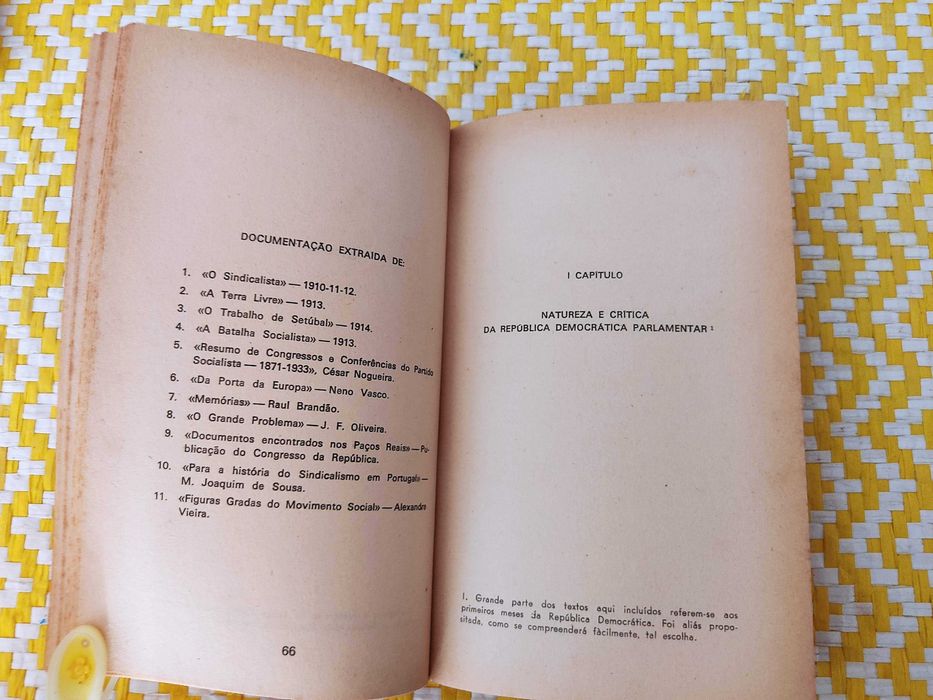 DOCUMENTAÇÃO EXTRAIDA DE:
1. «O Sindicalista» — 1910-11-12.
2. «A Terra Livre» — 1913.
3. «O Trabalho de Setúbal» — 1914.
4. «A Batalha Socialista» — 1913.
5. «Resumo de Congressos e Conferências do Partido
Socialista — 1871-1933», César Nogueira.
6. «Da Porta da Europa» — Neno Vasco.
7. «Memórias» — Raul Brandão.
8. «O Grande Problema» — J. F. Oliveira.
9. «Documentos encontrados nos Paços Reais» — Pu-
blicação do Congresso da República.
10. «Para a história do Sindicalismo em Portugal» —
M. Joaquim de Sousa.
11. «Figuras Gradas do Movimento Social» — Alexandre
Vieira.
66
I CAPÍTULO
NATUREZA E CRÍTICA
DA REPÚBLICA DEMOCRÁTICA PARLAMENTAR ¹
1. Grande parte dos textos aqui incluídos referem-se aos
primeiros meses da República Democrática. Foi aliás propo-
sitada, como se compreenderá fàcilmente, tal escolha.